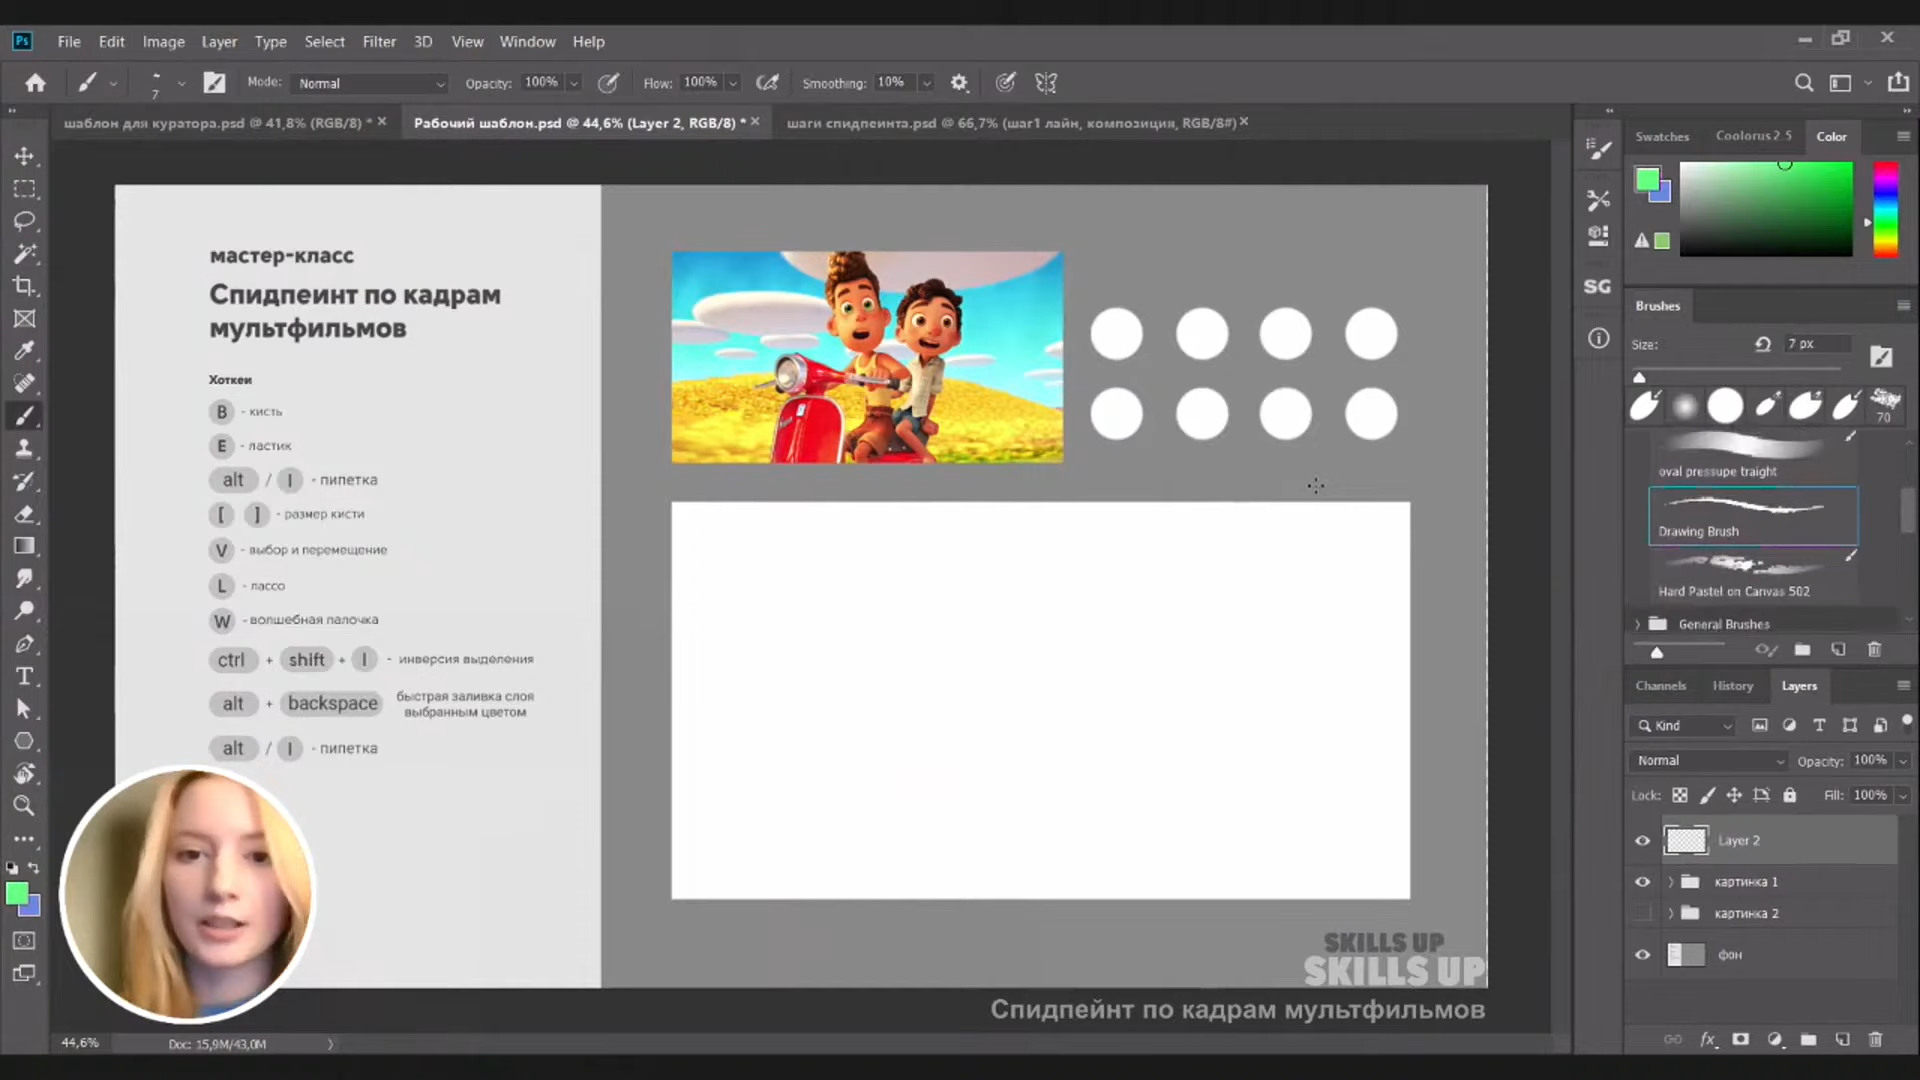 Ps File Edit Image Layer Type Select Filter 3D View Window Help
7 Mode: Normal Opacity: 100% Flow: 100% Smoothing: 10%
шаблон для куратора.psd @ 41,8% (RGB/8) *
Рабочий шаблон.psd @ 44,6% (Layer 2, RGB/8) *
шаги спидпеинта.psd @ 66,7% (шаг1 лайн, композиция, RGB/8#)
мастер-класс
Спидпеинт по кадрам
мультфильмов
Хоткеи
B - кисть
E - ластик
alt / I - пипетка
[ ] - размер кисти
V - выбор и перемещение
L - лассо
W - волшебная палочка
ctrl + shift + I - инверсия выделения
alt + backspace быстрая заливка слоя
выбранным цветом
alt / I - пипетка
SKILLS UP
SKILLS UP
Спидпейнт по кадрам мультфильмов
44,6% Doc: 15,9M/43,0M
Swatches Coolorus 2 5 Color
SG
Brushes
Size: 7 px
70
oval pressupe traight
Drawing Brush
Hard Pastel on Canvas 502
General Brushes
Channels History Layers
Kind
Normal Opacity: 100%
Lock: Fill: 100%
Layer 2
картинка 1
картинка 2
фон
fx